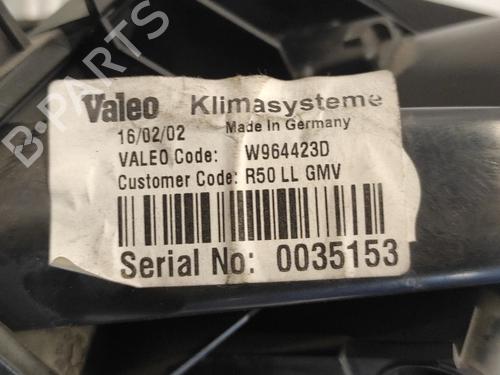 B-PARTS
Valeo Klimasysteme
16/02/02 Made In Germany
VALEO Code: W964423D
Customer Code: R50 LL GMV
Serial No: 0035153